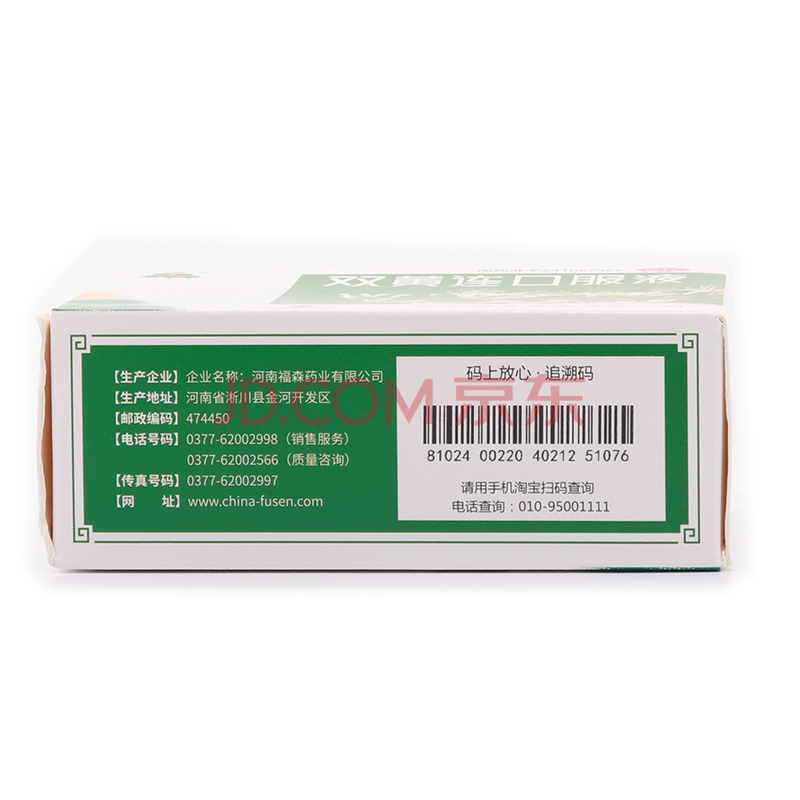 双黄连口服液
【生产企业】企业名称：河南福森药业有限公司
【生产地址】河南省淅川县金河开发区
【邮政编码】474450
【电话号码】0377-62002998（销售服务）
0377-62002566（质量咨询）
【传真号码】0377-62002997
【网　　址】www.china-fusen.com
码上放心·追溯码
81024 00220 40212 51076
请用手机淘宝扫码查询
电话查询：010-95001111
JD.COM 京东